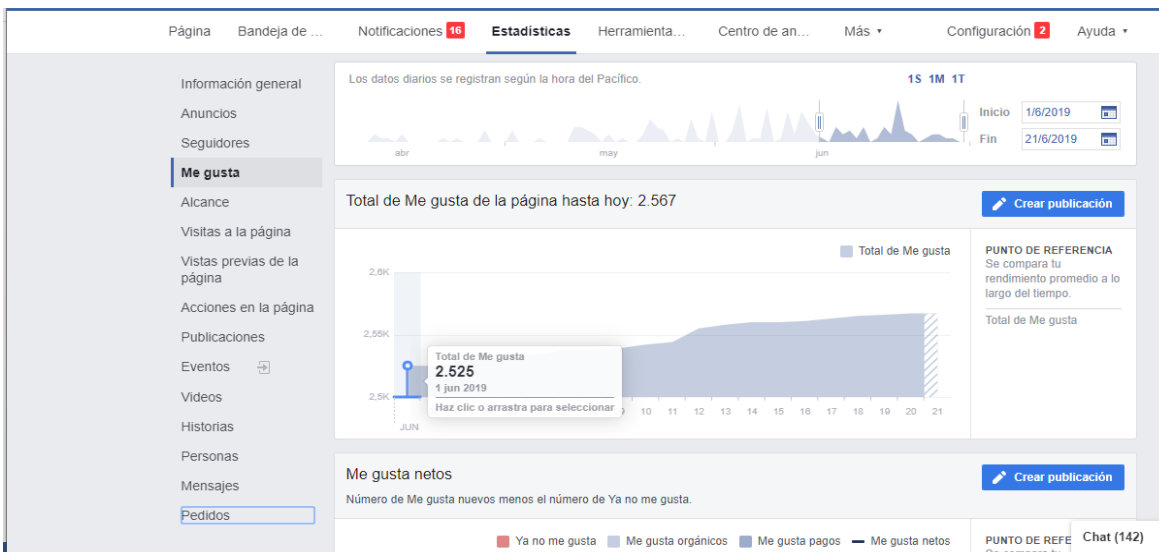 Página Bandeja de ... Notificaciones 16 Estadísticas Herramienta... Centro de an... Más Configuración 2 Ayuda
Información general
Anuncios
Seguidores
Me gusta
Alcance
Visitas a la página
Vistas previas de la
página
Acciones en la página
Publicaciones
Eventos
Videos
Historias
Personas
Mensajes
Pedidos
Los datos diarios se registran según la hora del Pacífico.
1S 1M 1T
Inicio 1/6/2019
Fin 21/6/2019
abr may jun
Total de Me gusta de la página hasta hoy: 2.567
Crear publicación
Total de Me gusta
2,6K
2,55K
2,5K
Total de Me gusta
2.525
1 jun 2019
Haz clic o arrastra para seleccionar
9 10 11 12 13 14 15 16 17 18 19 20 21
JUN
PUNTO DE REFERENCIA
Se compara tu
rendimiento promedio a lo
largo del tiempo.
Total de Me gusta
Me gusta netos
Número de Me gusta nuevos menos el número de Ya no me gusta.
Crear publicación
Ya no me gusta Me gusta orgánicos Me gusta pagos Me gusta netos
PUNTO DE REFE
Chat (142)